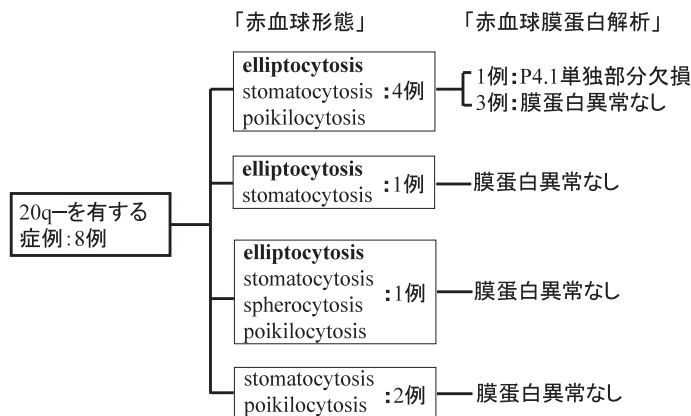 「赤血球形態」
「赤血球膜蛋白解析」
20q−を有する
症例：8例
elliptocytosis
stomatocytosis ：4例
poikilocytosis
1例：P4.1単独部分欠損
3例：膜蛋白異常なし
elliptocytosis
stomatocytosis ：1例
膜蛋白異常なし
elliptocytosis
stomatocytosis
spherocytosis ：1例
poikilocytosis
膜蛋白異常なし
stomatocytosis
poikilocytosis ：2例
膜蛋白異常なし